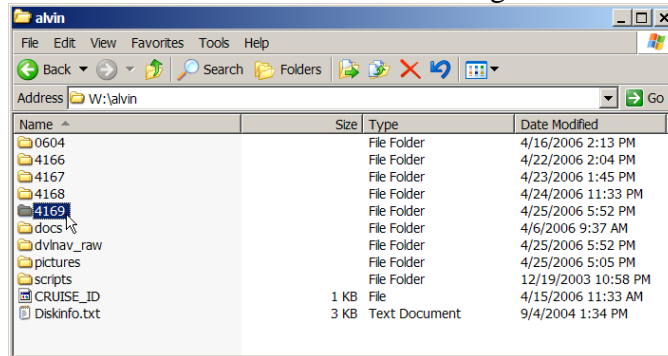 alvin
File Edit View Favorites Tools Help
Back Search Folders
Address W:\alvin Go
Name Size Type Date Modified
0604 File Folder 4/16/2006 2:13 PM
4166 File Folder 4/22/2006 2:04 PM
4167 File Folder 4/23/2006 1:45 PM
4168 File Folder 4/24/2006 11:33 PM
4169 File Folder 4/25/2006 5:52 PM
docs File Folder 4/6/2006 9:37 AM
dvlnav_raw File Folder 4/25/2006 5:52 PM
pictures File Folder 4/25/2006 5:05 PM
scripts File Folder 12/19/2003 10:58 PM
CRUISE_ID 1 KB File 4/15/2006 11:33 AM
Diskinfo.txt 3 KB Text Document 9/4/2004 1:34 PM